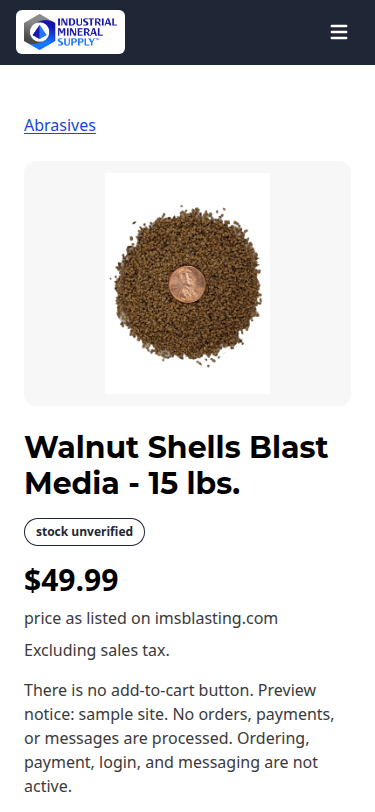 INDUSTRIAL
MINERAL
SUPPLY™
Abrasives
Walnut Shells Blast
Media - 15 lbs.
stock unverified
$49.99
price as listed on imsblasting.com
Excluding sales tax.
There is no add-to-cart button. Preview
notice: sample site. No orders, payments,
or messages are processed. Ordering,
payment, login, and messaging are not
active.